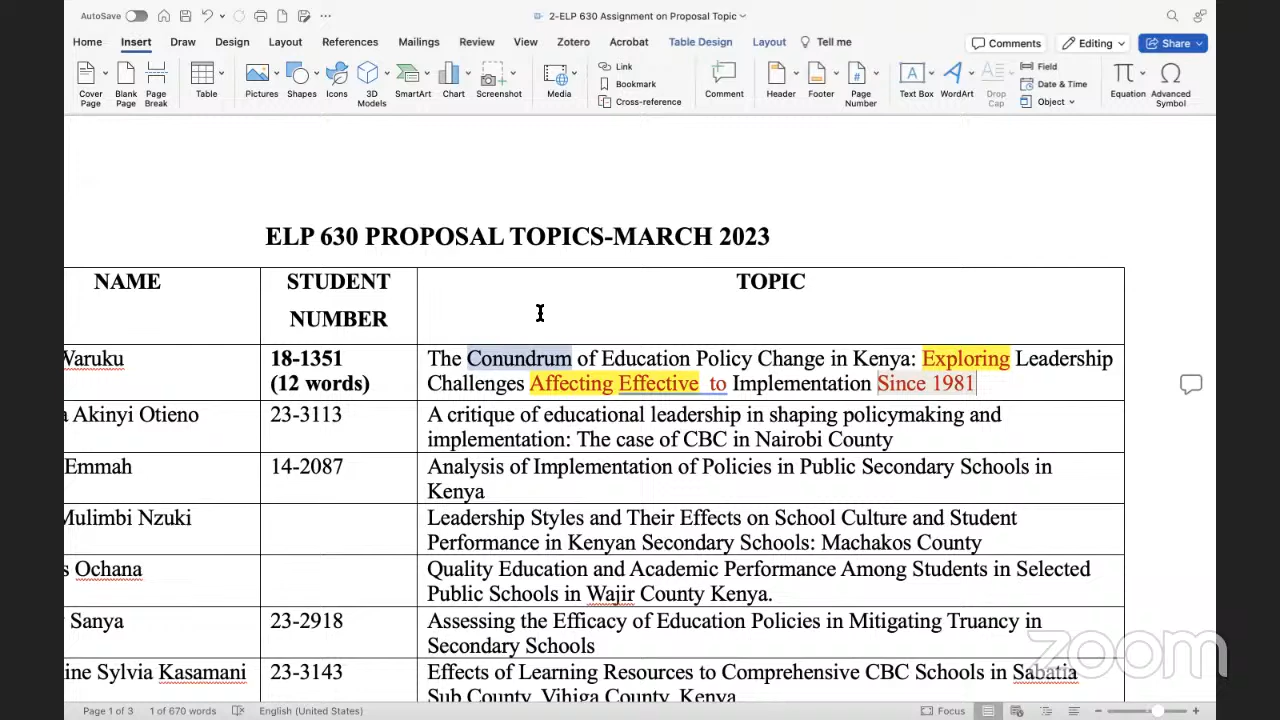 AutoSave
2-ELP 630 Assignment on Proposal Topic
Home Insert Draw Design Layout References Mailings Review View Zotero Acrobat Table Design Layout Tell me Comments Editing Share
Cover Page
Blank Page
Page Break
Table
Pictures
Shapes
Icons
3D Models
SmartArt
Chart
Screenshot
Media
Link
Bookmark
Cross-reference
Comment
Header
Footer
Page Number
Text Box
WordArt
Drop Cap
Field
Date & Time
Object
Equation
Advanced Symbol
ELP 630 PROPOSAL TOPICS-MARCH 2023
NAME
STUDENT NUMBER
TOPIC
Waruku
18-1351
(12 words)
The Conundrum of Education Policy Change in Kenya: Exploring Leadership
Challenges Affecting Effective to Implementation Since 1981
a Akinyi Otieno
23-3113
A critique of educational leadership in shaping policymaking and
implementation: The case of CBC in Nairobi County
Emmah
14-2087
Analysis of Implementation of Policies in Public Secondary Schools in
Kenya
Mulimbi Nzuki
Leadership Styles and Their Effects on School Culture and Student
Performance in Kenyan Secondary Schools: Machakos County
s Ochana
Quality Education and Academic Performance Among Students in Selected
Public Schools in Wajir County Kenya.
Sanya
23-2918
Assessing the Efficacy of Education Policies in Mitigating Truancy in
Secondary Schools
ine Sylvia Kasamani
23-3143
Effects of Learning Resources to Comprehensive CBC Schools in Sabatia
Sub County, Vihiga County, Kenya
zoom
Page 1 of 3 1 of 670 words English (United States) Focus